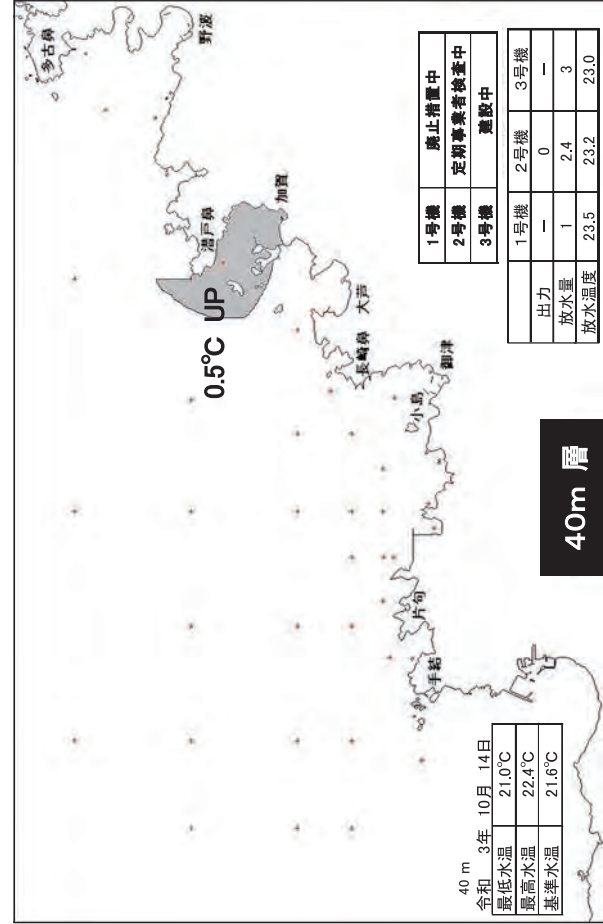 多古鼻
野波
潜戸鼻
加賀
0.5℃ UP
大芦
長崎鼻
御津
小島
片句
手結
1号機 廃止措置中
2号機 定期事業者検査中
3号機 建設中
1号機 2号機 3号機
出力 － 0 －
放水量 1 2.4 3
放水温度 23.5 23.2 23.0
40m 層
40 m
令和 3年 10月 14日
最低水温 21.0℃
最高水温 22.4℃
基準水温 21.6℃